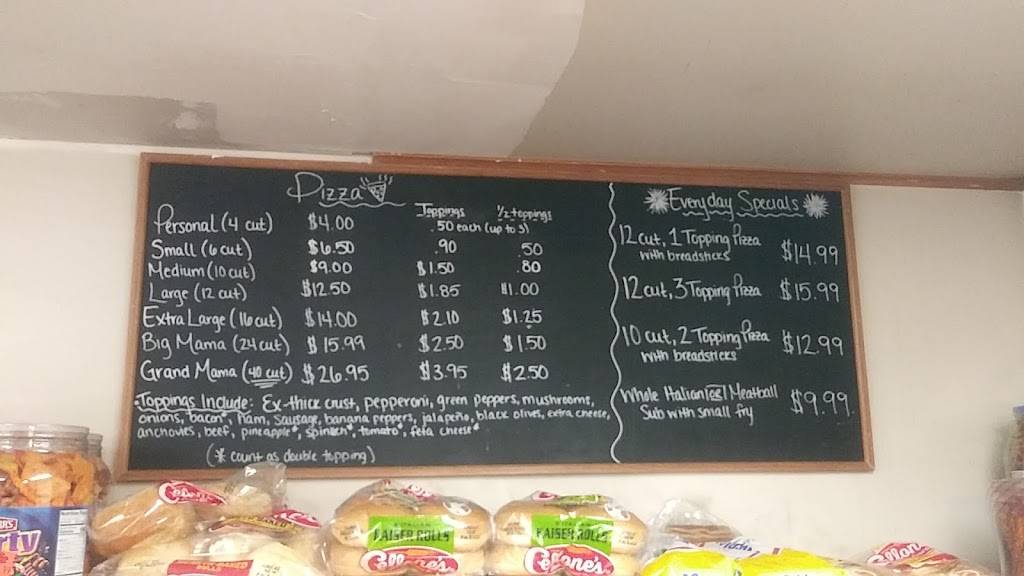 Pizza
Toppings ½ toppings
Personal (4 cut) $4.00 .50 each (up to 3)
Small (6 cut) $6.50 .90 .50
Medium (10 cut) $9.00 $1.50 .80
Large (12 cut) $12.50 $1.85 $1.00
Extra Large (16 cut) $14.00 $2.10 $1.25
Big Mama (24 cut) $15.99 $2.50 $1.50
Grand Mama (40 cut) $26.95 $3.95 $2.50
Toppings Include: Ex-thick crust, pepperoni, green peppers, mushrooms,
onions, bacon*, ham, sausage, banana peppers, jalapeño, black olives, extra cheese,
anchovies, beef, pineapple*, spinach*, tomato*, feta cheese*
(* count as double topping)
Everyday Specials
12 cut, 1 Topping Pizza
with breadsticks $14.99
12 cut, 3 Topping Pizza $15.99
10 cut, 2 Topping Pizza $12.99
with breadsticks
Whole Italian (or) Meatball
Sub with small fry $9.99
Cellone's
KAISER ROLLS
Cellone's
KAISER ROLLS
Cellone's